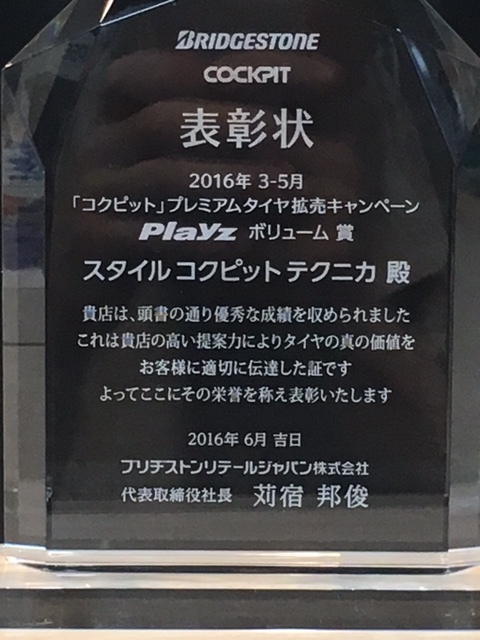 BRIDGESTONE
COCKPIT
表彰状
2016年 3-5月
「コクピット」プレミアムタイヤ拡売キャンペーン
Playz ボリューム 賞
スタイル コクピット テクニカ 殿
貴店は、頭書の通り優秀な成績を収められました
これは貴店の高い提案力によりタイヤの真の価値を
お客様に適切に伝達した証です
よってここにその栄誉を称え表彰いたします
2016年 6月 吉日
ブリヂストンリテールジャパン株式会社
代表取締役社長 苅宿 邦俊